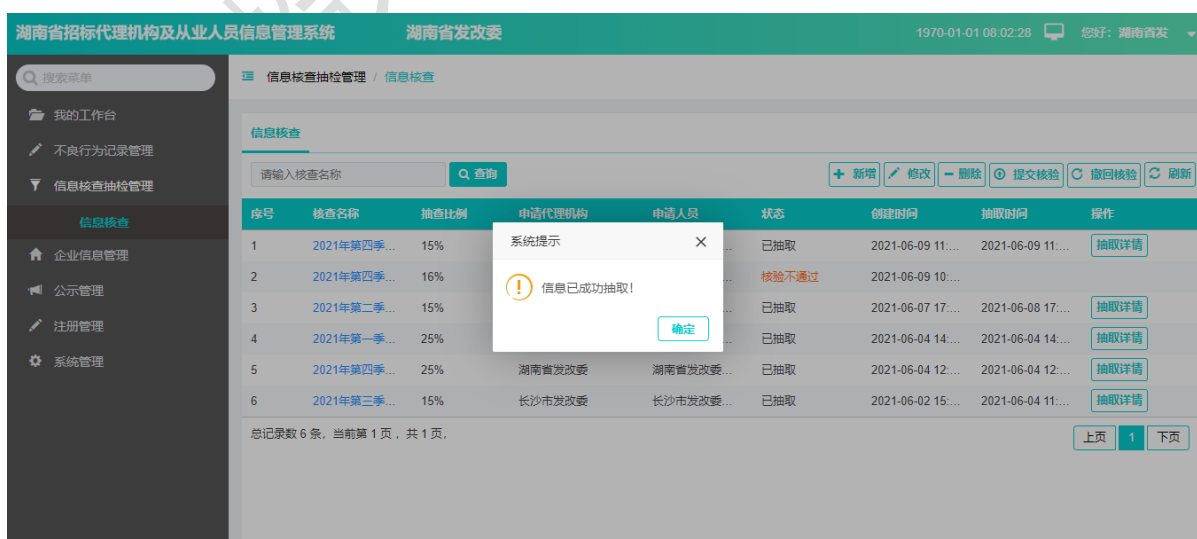 湖南省招标代理机构及从业人员信息管理系统 湖南省发改委 1970-01-01 08:02:28 您好：湖南省发
搜索菜单
信息核查抽检管理 / 信息核查
我的工作台
不良行为记录管理
信息核查抽检管理
信息核查
企业信息管理
公示管理
注册管理
系统管理
信息核查
请输入核查名称 查询 新增 修改 删除 提交核验 撤回核验 刷新
序号 核查名称 抽查比例 申请代理机构 申请人员 状态 创建时间 抽取时间 操作
1 2021年第四季... 15% ... 已抽取 2021-06-09 11:... 2021-06-09 11:... 抽取详情
2 2021年第四季... 16% ... 核验不通过 2021-06-09 10:...
3 2021年第二季... 15% ... 已抽取 2021-06-07 17:... 2021-06-08 17:... 抽取详情
4 2021年第一季... 25% ... 已抽取 2021-06-04 14:... 2021-06-04 14:... 抽取详情
5 2021年第四季... 25% 湖南省发改委 湖南省发改委... 已抽取 2021-06-04 12:... 2021-06-04 12:... 抽取详情
6 2021年第三季... 15% 长沙市发改委 长沙市发改委... 已抽取 2021-06-02 15:... 2021-06-04 11:... 抽取详情
系统提示
信息已成功抽取！
确定
总记录数 6 条，当前第 1 页，共 1 页， 上页 1 下页